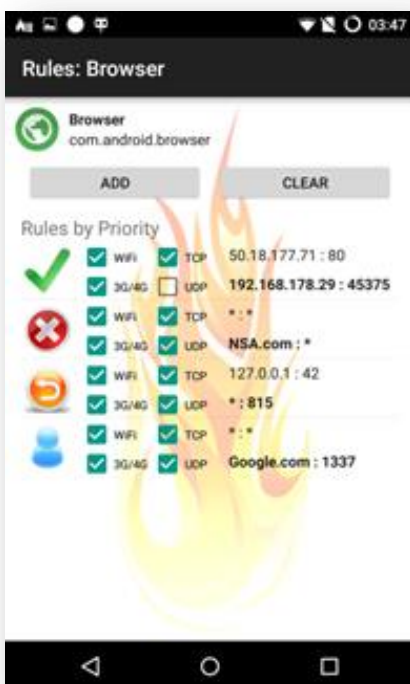 03:47
Rules: Browser
Browser
com.android.browser
ADD CLEAR
Rules by Priority
WiFi TCP 50.18.177.71 : 80
3G/4G UDP 192.168.178.29 : 45375
WiFi TCP * : *
3G/4G UDP NSA.com : *
WiFi TCP 127.0.0.1 : 42
3G/4G UDP * : 815
WiFi TCP * : *
3G/4G UDP Google.com : 1337